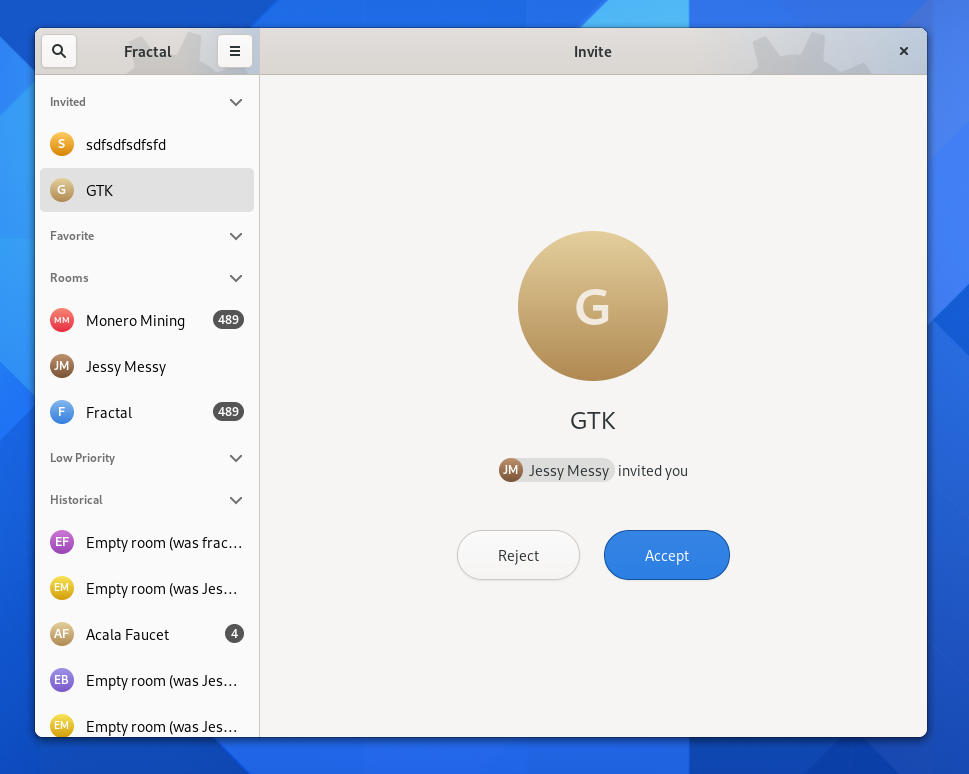 Fractal
Invite
Invited
S sdfsdfsdfsfd
G GTK
Favorite
Rooms
MM Monero Mining 489
JM Jessy Messy
F Fractal 489
Low Priority
Historical
EF Empty room (was frac…
EM Empty room (was Jes…
AF Acala Faucet 4
EB Empty room (was Jes…
EM Empty room (was Jes…
G
GTK
JM Jessy Messy invited you
Reject
Accept